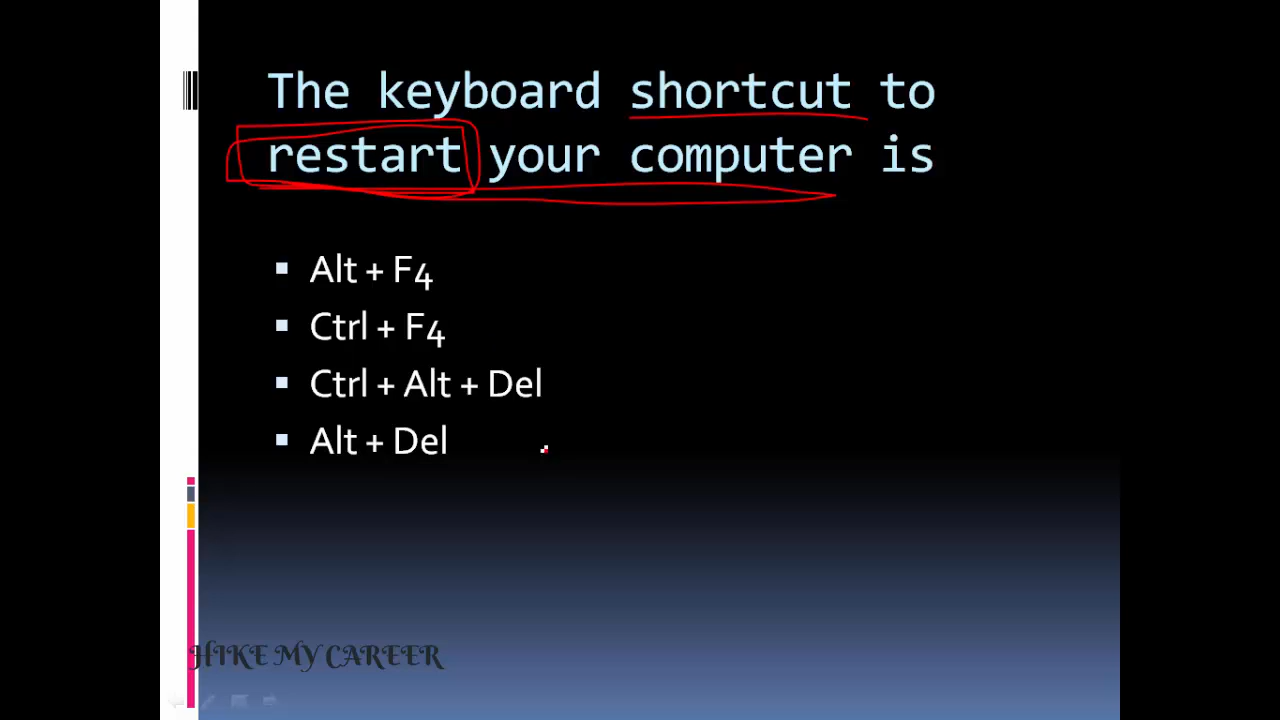 The keyboard shortcut to
restart your computer is
Alt + F4
Ctrl + F4
Ctrl + Alt + Del
Alt + Del
HIKE MY CAREER